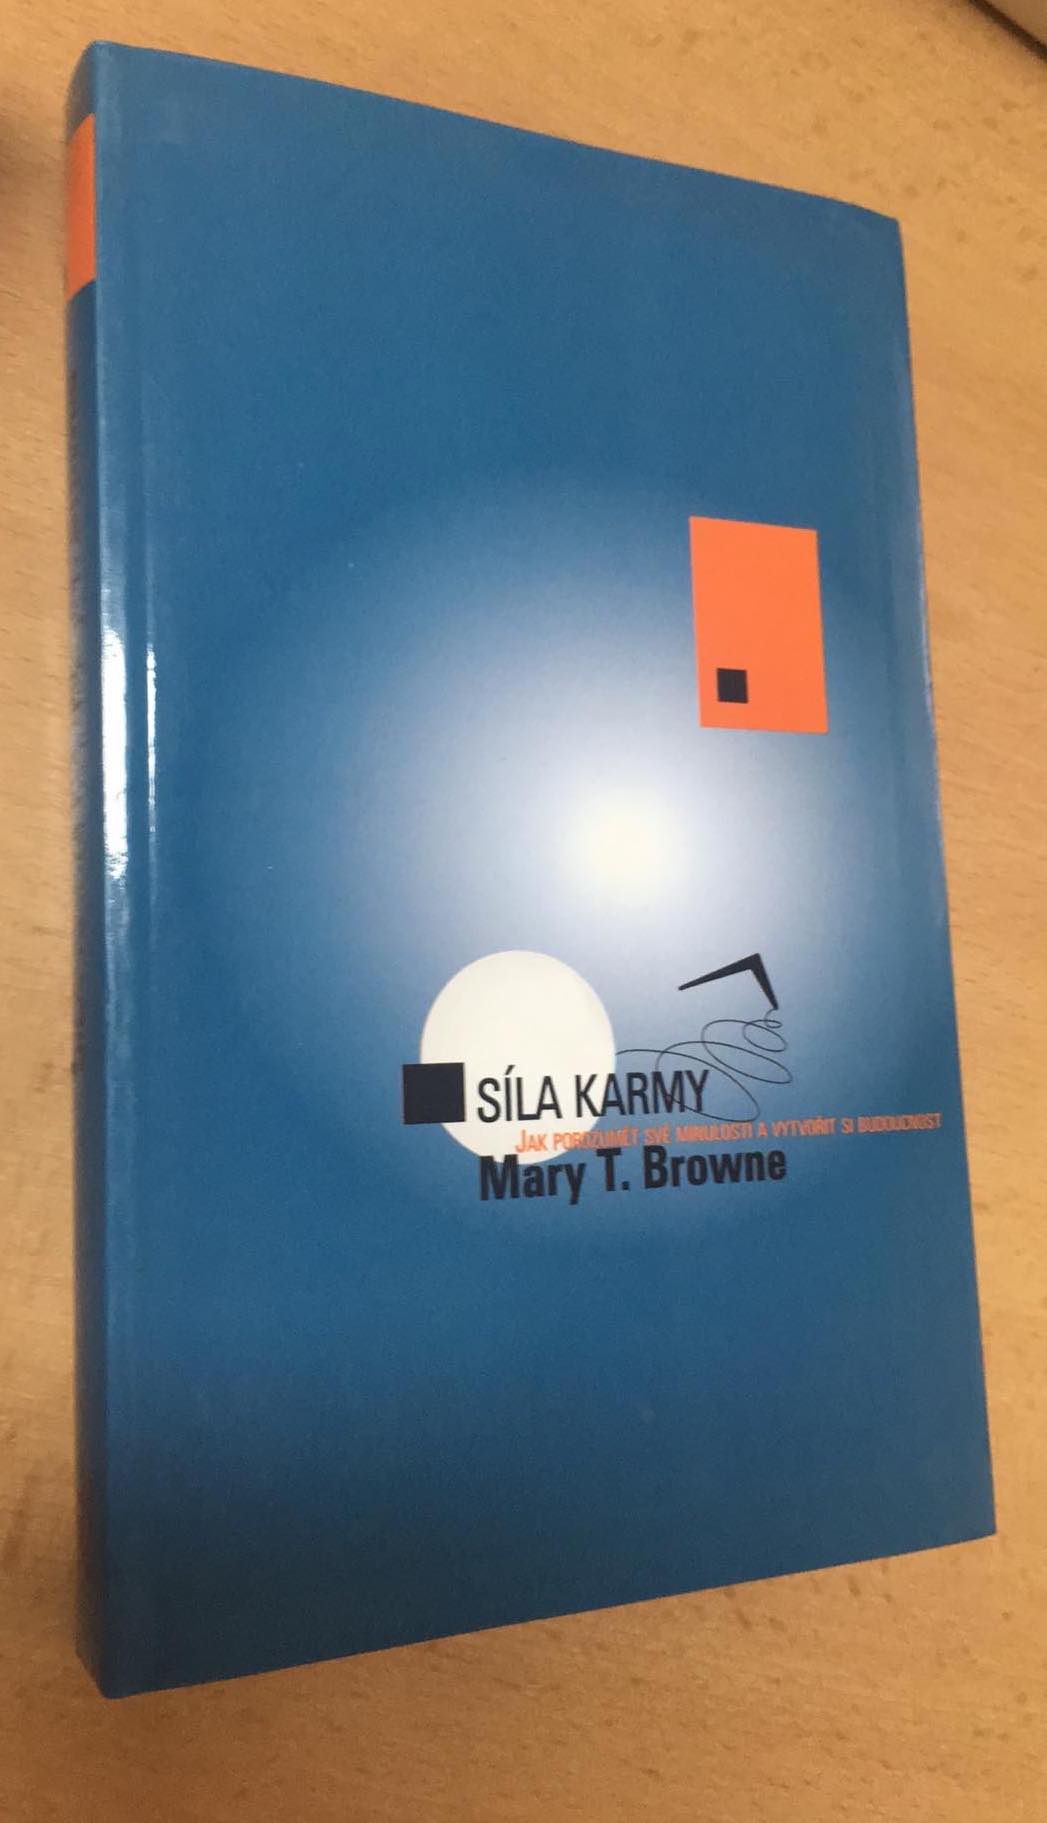 SÍLA KARMY
JAK POROZUMĚT SVÉ MINULOSTI A VYTVOŘIT SI BUDOUCNOST
Mary T. Browne